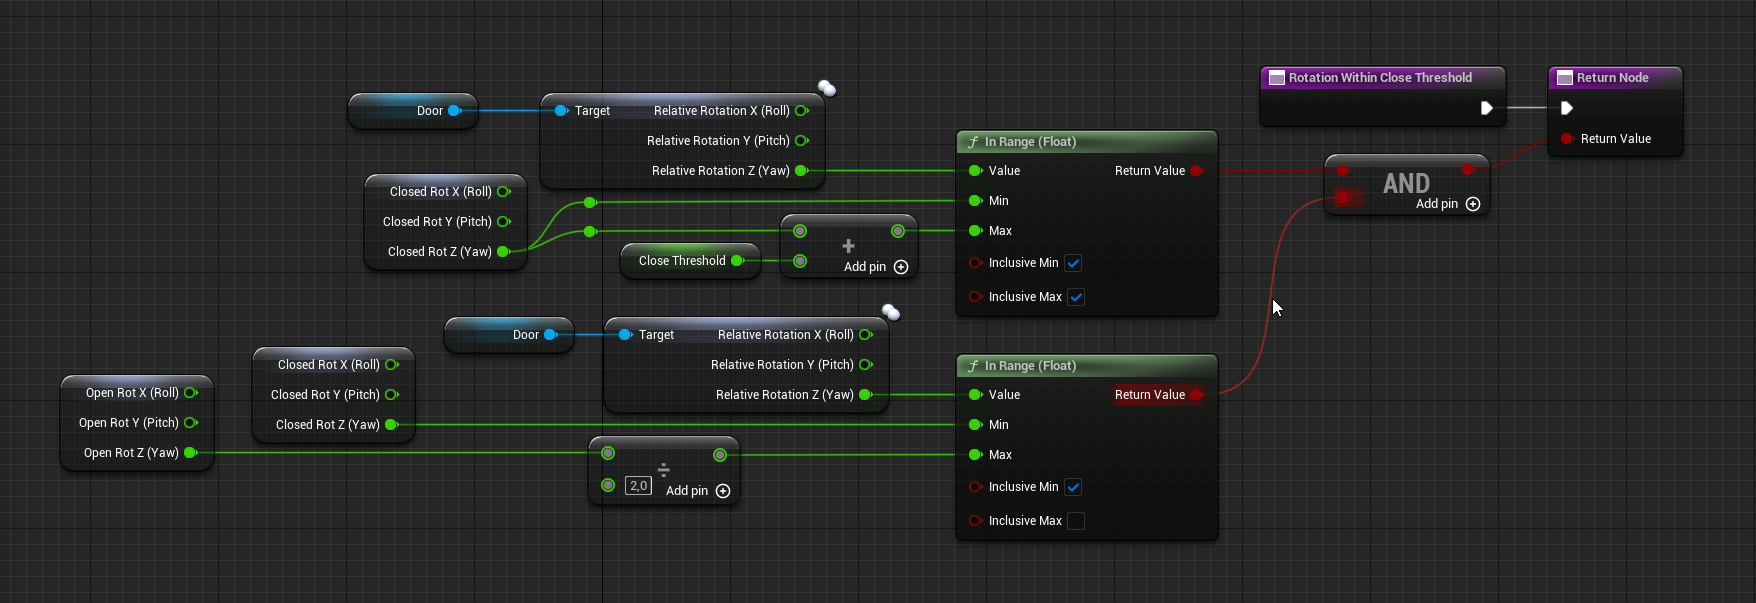 Rotation Within Close Threshold
Return Node
Return Value
Door
Target
Relative Rotation X (Roll)
Relative Rotation Y (Pitch)
Relative Rotation Z (Yaw)
Closed Rot X (Roll)
Closed Rot Y (Pitch)
Closed Rot Z (Yaw)
Close Threshold
+
Add pin
f In Range (Float)
Value
Return Value
Min
Max
Inclusive Min
Inclusive Max
AND
Add pin
Door
Target
Relative Rotation X (Roll)
Relative Rotation Y (Pitch)
Relative Rotation Z (Yaw)
Closed Rot X (Roll)
Closed Rot Y (Pitch)
Closed Rot Z (Yaw)
Open Rot X (Roll)
Open Rot Y (Pitch)
Open Rot Z (Yaw)
÷
2,0
Add pin
f In Range (Float)
Value
Return Value
Min
Max
Inclusive Min
Inclusive Max